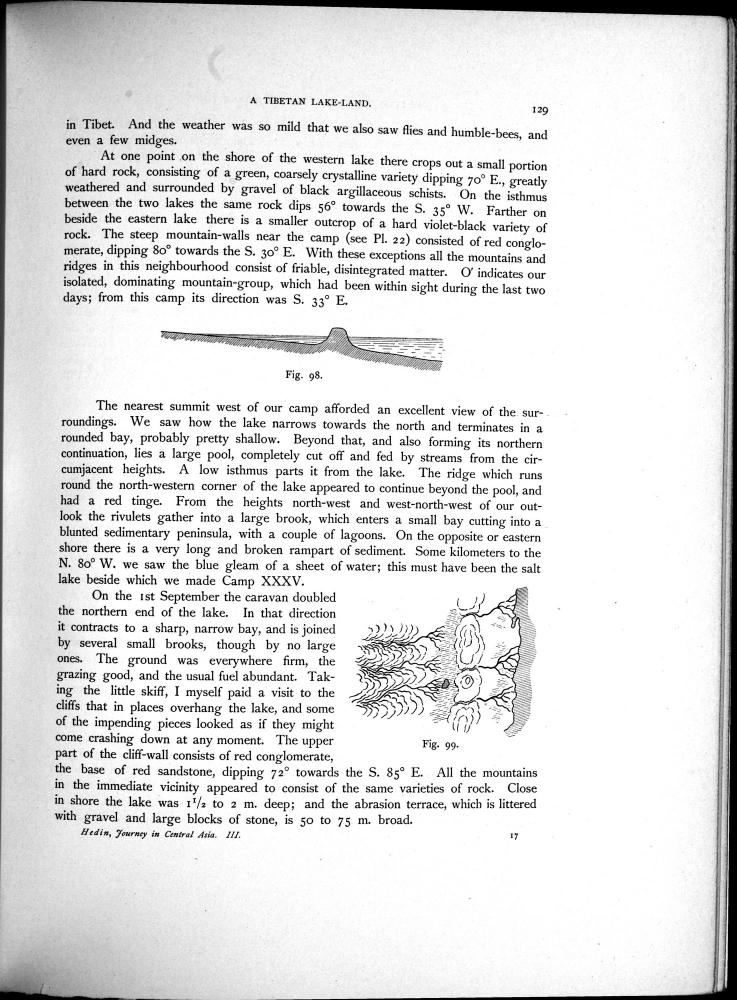 A TIBETAN LAKE-LAND.
129
in Tibet. And the weather was so mild that we also saw flies and humble-bees, and
even a few midges.
At one point on the shore of the western lake there crops out a small portion
of hard rock, consisting of a green, coarsely crystalline variety dipping 70° E., greatly
weathered and surrounded by gravel of black argillaceous schists. On the isthmus
between the two lakes the same rock dips 56° towards the S. 35° W. Farther on
beside the eastern lake there is a smaller outcrop of a hard violet-black variety of
rock. The steep mountain-walls near the camp (see Pl. 22) consisted of red conglo-
merate, dipping 80° towards the S. 30° E. With these exceptions all the mountains and
ridges in this neighbourhood consist of friable, disintegrated matter. O' indicates our
isolated, dominating mountain-group, which had been within sight during the last two
days; from this camp its direction was S. 33° E.
Fig. 98.
The nearest summit west of our camp afforded an excellent view of the sur-
roundings. We saw how the lake narrows towards the north and terminates in a
rounded bay, probably pretty shallow. Beyond that, and also forming its northern
continuation, lies a large pool, completely cut off and fed by streams from the cir-
cumjacent heights. A low isthmus parts it from the lake. The ridge which runs
round the north-western corner of the lake appeared to continue beyond the pool, and
had a red tinge. From the heights north-west and west-north-west of our out-
look the rivulets gather into a large brook, which enters a small bay cutting into a
blunted sedimentary peninsula, with a couple of lagoons. On the opposite or eastern
shore there is a very long and broken rampart of sediment. Some kilometers to the
N. 80° W. we saw the blue gleam of a sheet of water; this must have been the salt
lake beside which we made Camp XXXV.
On the 1st September the caravan doubled
the northern end of the lake. In that direction
it contracts to a sharp, narrow bay, and is joined
by several small brooks, though by no large
ones. The ground was everywhere firm, the
grazing good, and the usual fuel abundant. Tak-
ing the little skiff, I myself paid a visit to the
cliffs that in places overhang the lake, and some
of the impending pieces looked as if they might
come crashing down at any moment. The upper
part of the cliff-wall consists of red conglomerate,
Fig. 99.
the base of red sandstone, dipping 72° towards the S. 85° E. All the mountains
in the immediate vicinity appeared to consist of the same varieties of rock. Close
in shore the lake was 1 1/2 to 2 m. deep; and the abrasion terrace, which is littered
with gravel and large blocks of stone, is 50 to 75 m. broad.
Hedin, Journey in Central Asia. III.
17